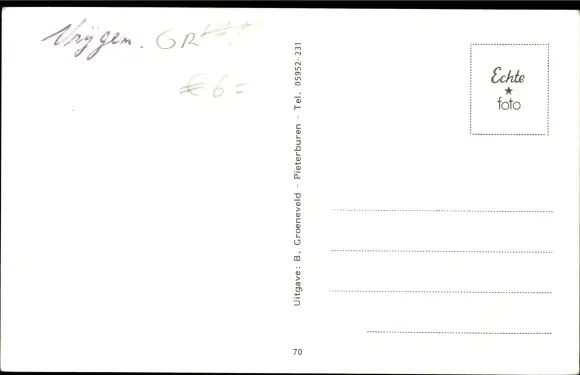 Vrijgem. GR
€ 6=
Uitgave: B. Groeneveld - Pieterburen - Tel. 05952-231
Echte
foto
70